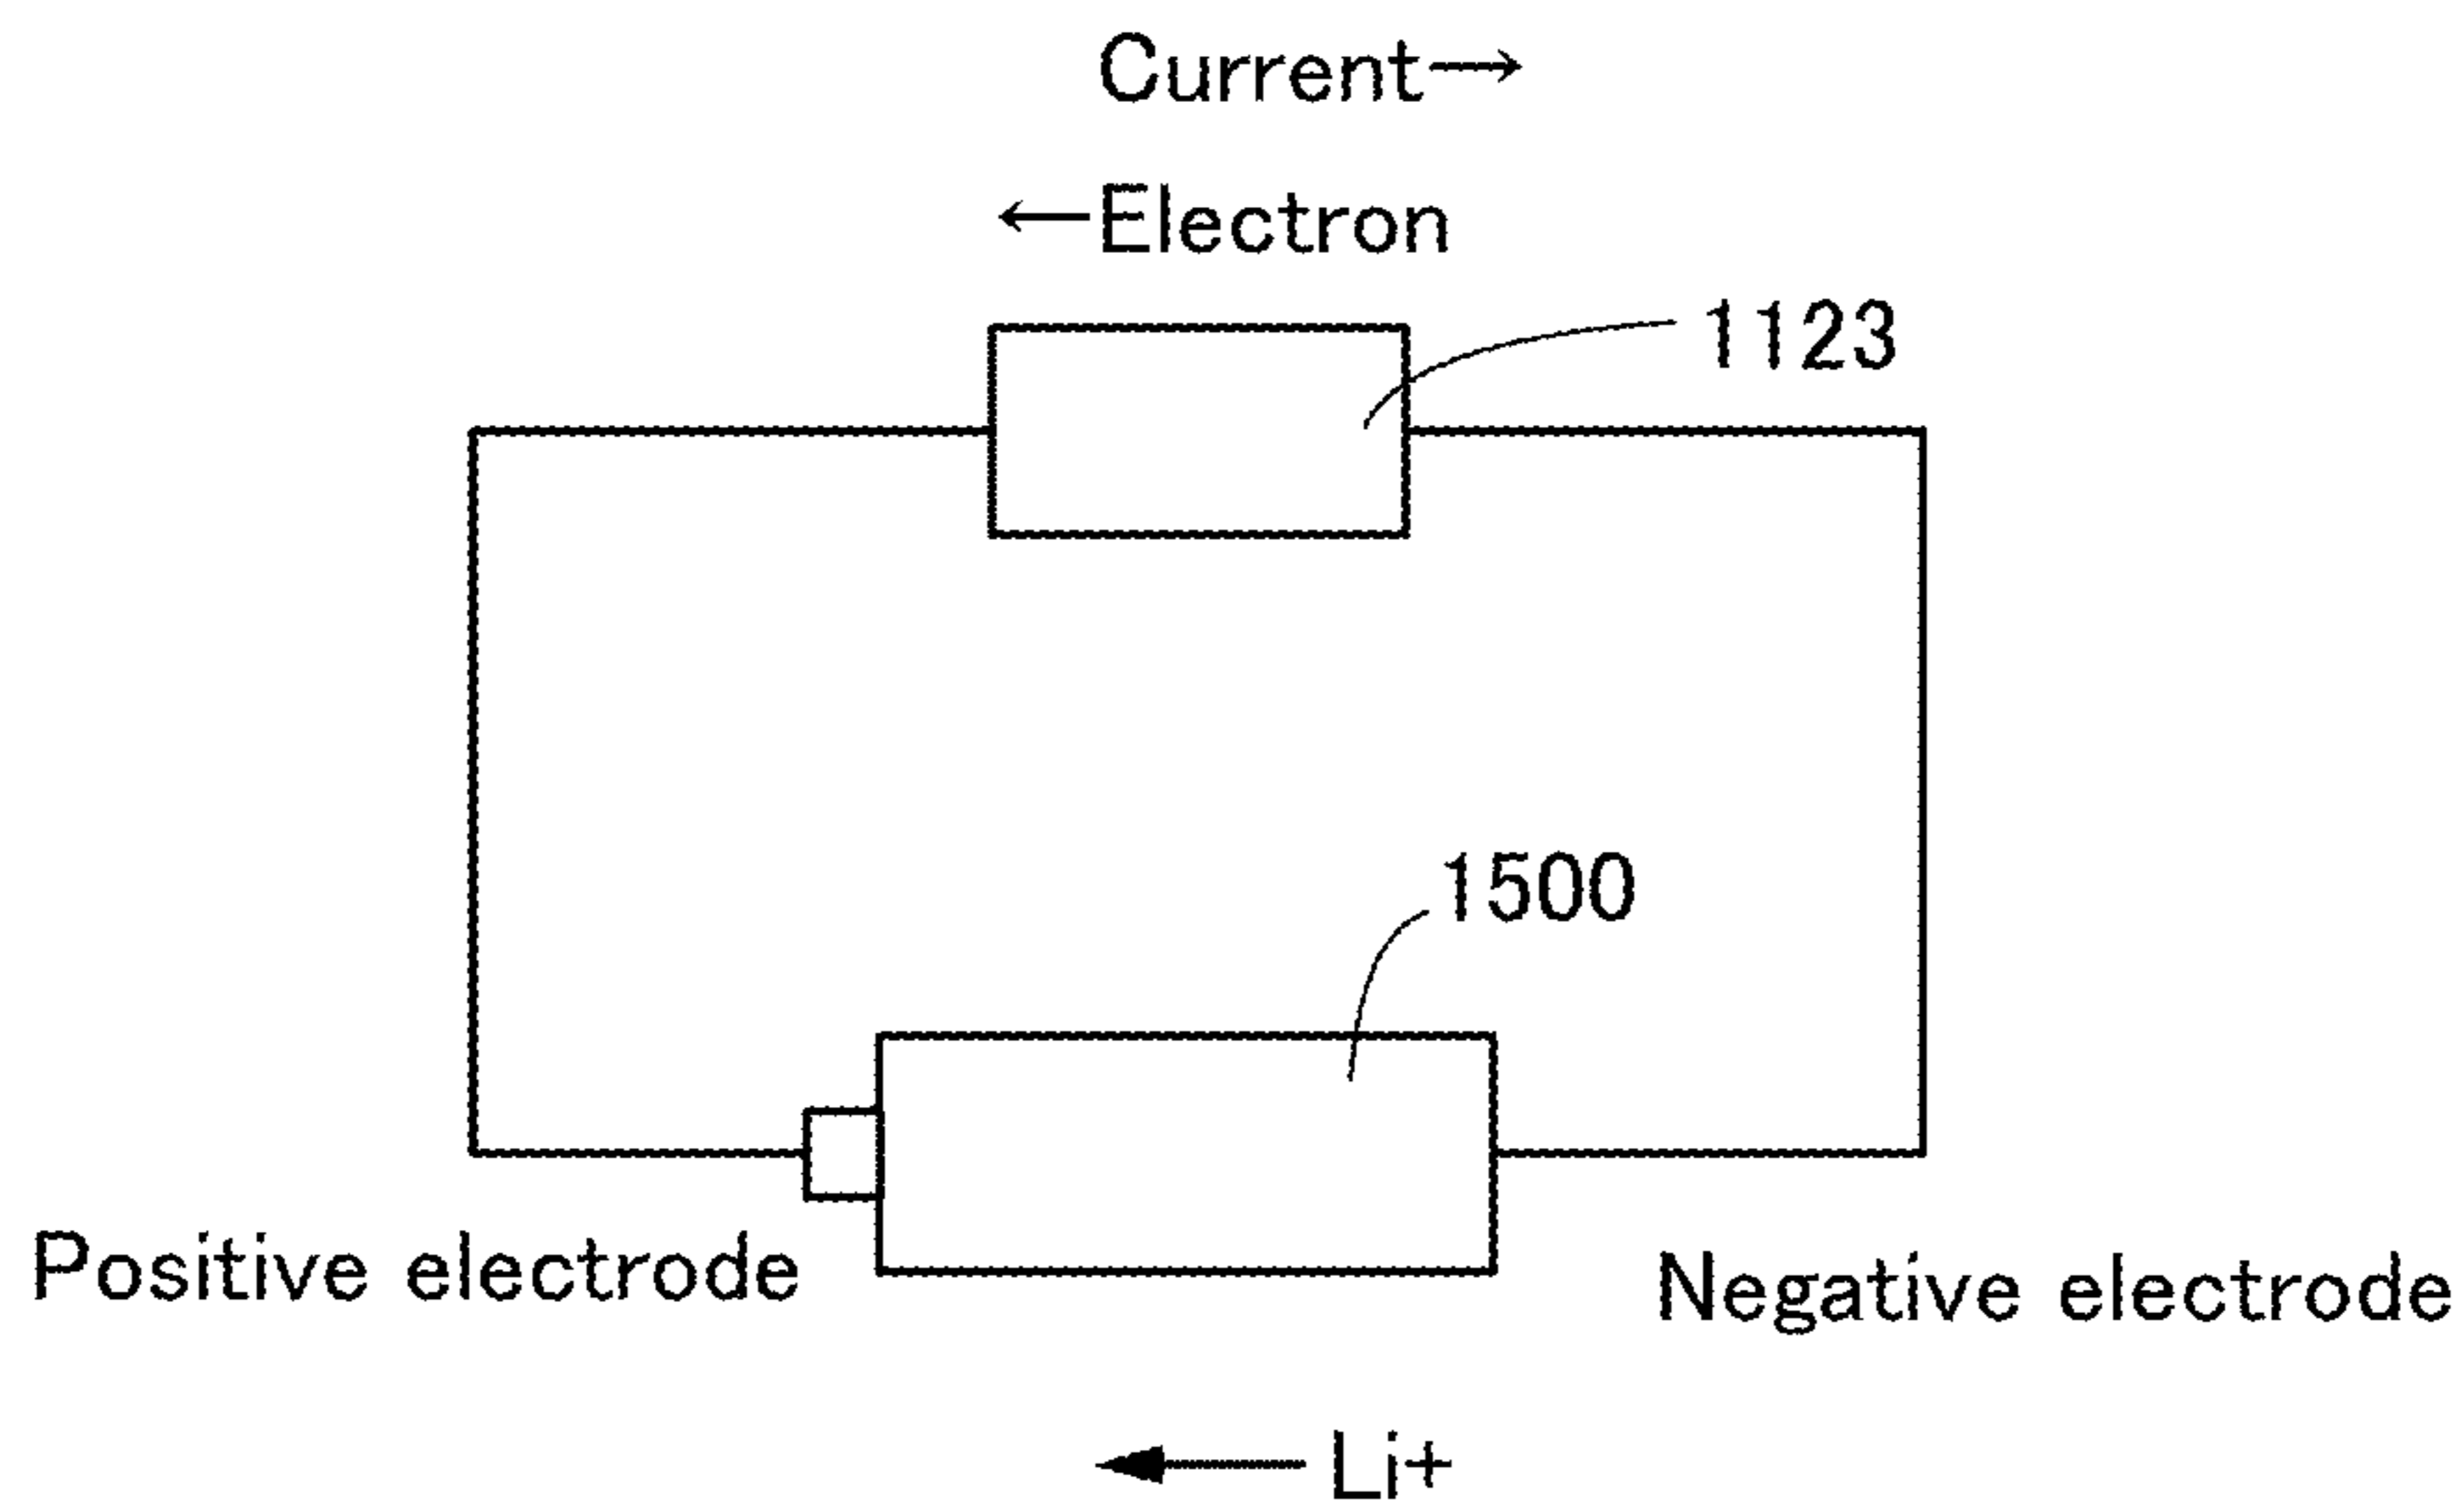 Current→
←Electron
1123
1500
Positive electrode
Negative electrode
← Li+